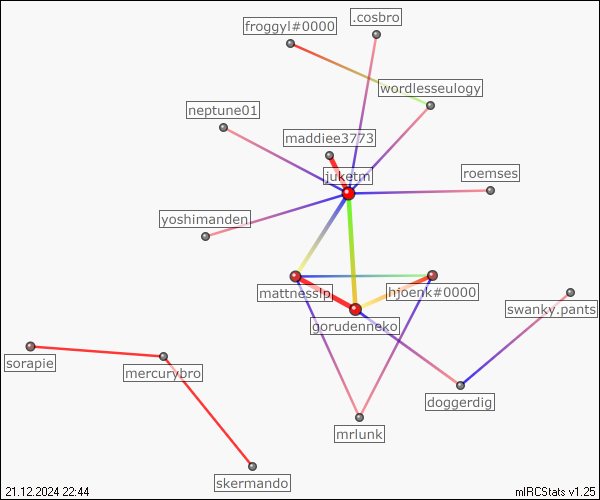 .cosbro
froggyl#0000
wordlesseulogy
neptune01
maddiee3773
juketm
roemses
yoshimanden
mattnesslp
hjoenk#0000
swanky.pants
gorudenneko
sorapie
mercurybro
doggerdig
mrlunk
skermando
21.12.2024 22:44
mIRCStats v1.25